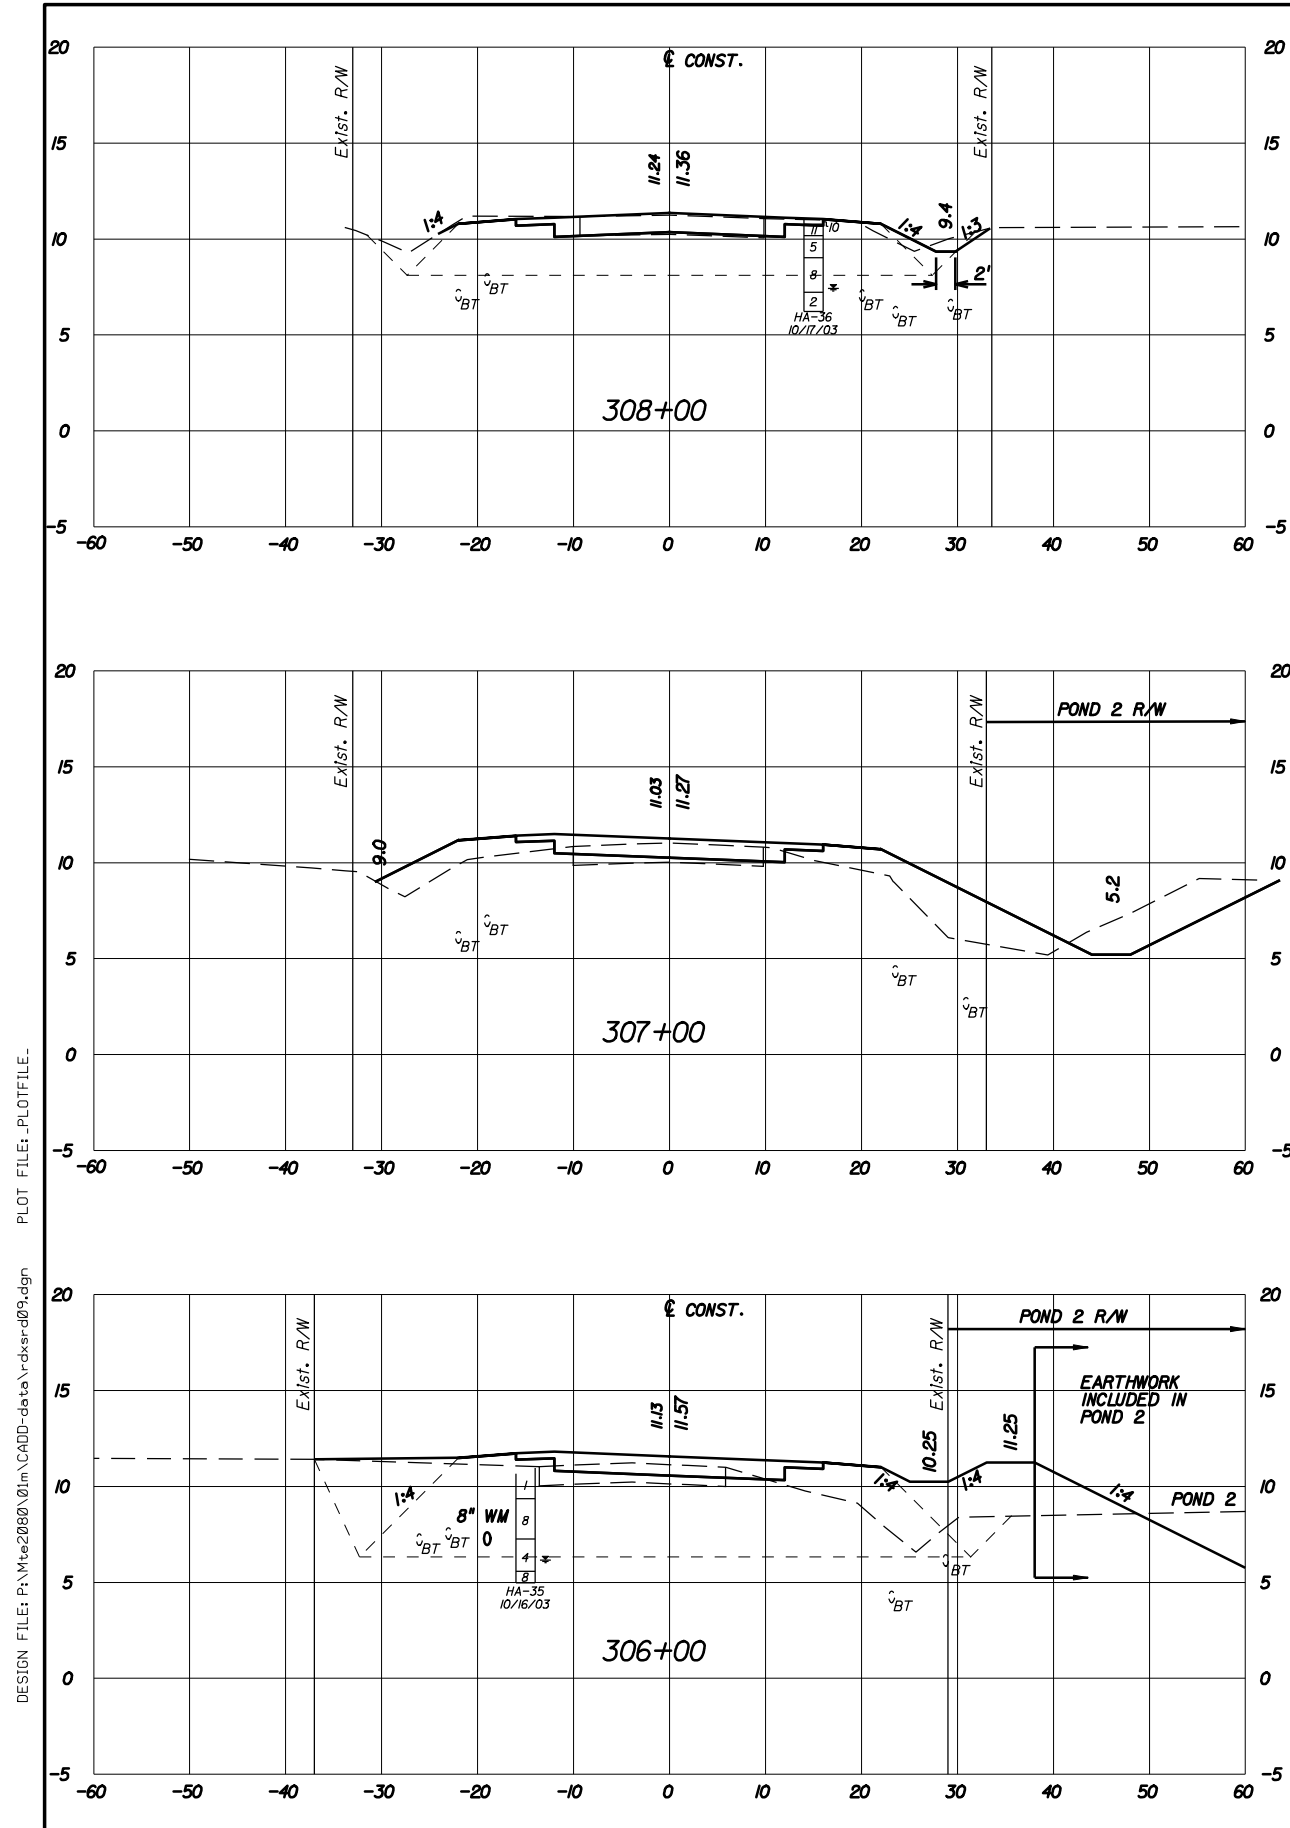 20 ℄ CONST. 20
Exist. R/W Exist. R/W
15 15
11.24 11.36
1:4 1:4 9.4 1:3
10 10
11 10
5
8
2
2'
BT BT BT BT BT
HA-36
10/17/03
5 5
308+00
0 0
-5 -5
-60 -50 -40 -30 -20 -10 0 10 20 30 40 50 60
20 20
Exist. R/W Exist. R/W
POND 2 R/W
15 15
11.03 11.27
9.0
10 10
5.2
BT BT
5 5
BT
BT
307+00
0 0
-5 -5
-60 -50 -40 -30 -20 -10 0 10 20 30 40 50 60
20 ℄ CONST. 20
POND 2 R/W
Exist. R/W Exist. R/W
15 15
EARTHWORK
INCLUDED IN
POND 2
11.13 11.57
10.25 11.25
10 10
1:4 1:4 1:4 1:4
POND 2
8" WM
1
8
4
8
BT BT BT
5 5
HA-35
10/16/03
BT
306+00
0 0
-5 -5
-60 -50 -40 -30 -20 -10 0 10 20 30 40 50 60
DESIGN FILE: P:\Mte2080\01m\CADD-data\rdxsrd09.dgn PLOT FILE: _PLOTFILE_